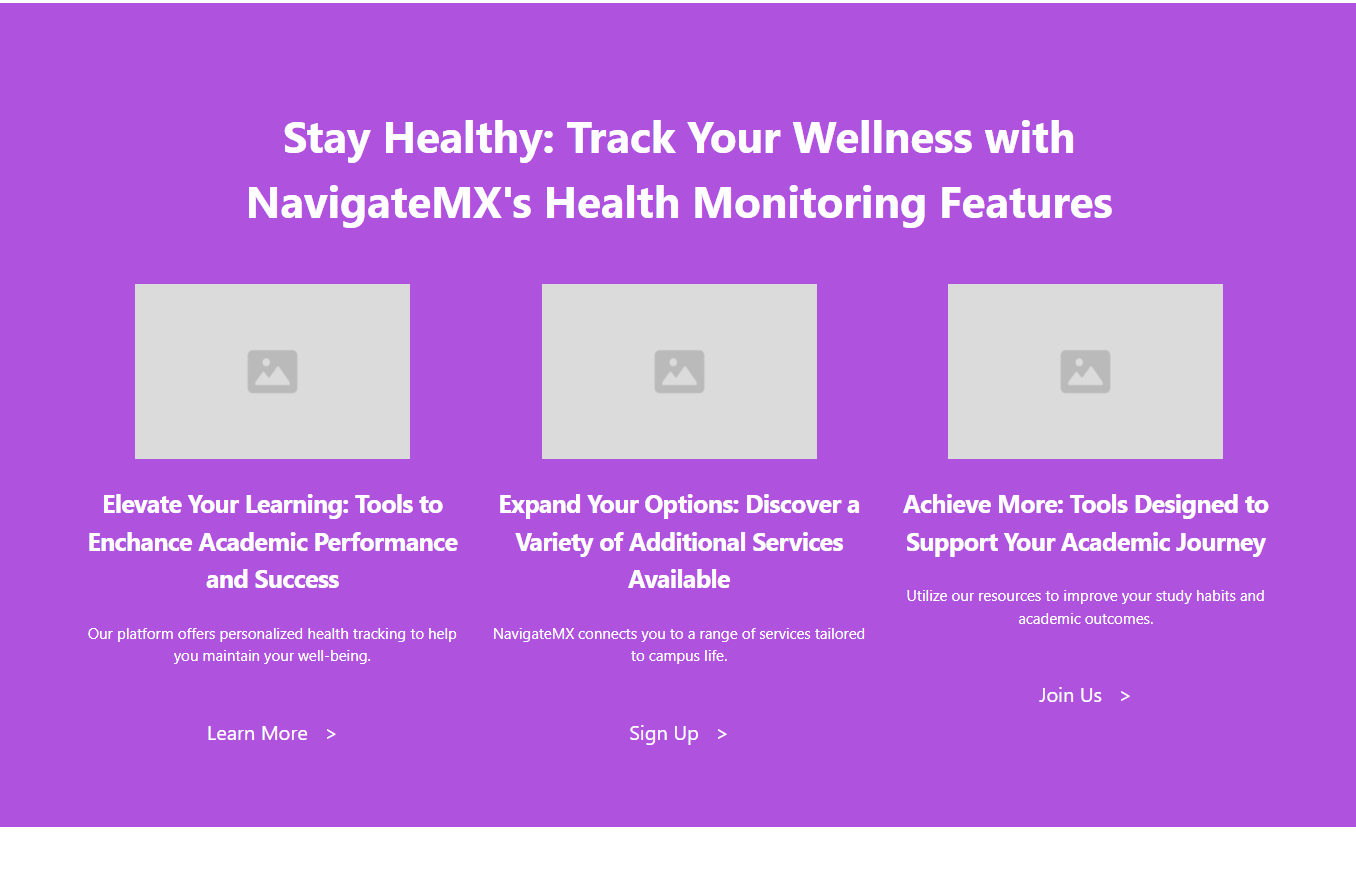 Stay Healthy: Track Your Wellness with
NavigateMX's Health Monitoring Features
Elevate Your Learning: Tools to
Enchance Academic Performance
and Success
Our platform offers personalized health tracking to help
you maintain your well-being.
Learn More >
Expand Your Options: Discover a
Variety of Additional Services
Available
NavigateMX connects you to a range of services tailored
to campus life.
Sign Up >
Achieve More: Tools Designed to
Support Your Academic Journey
Utilize our resources to improve your study habits and
academic outcomes.
Join Us >